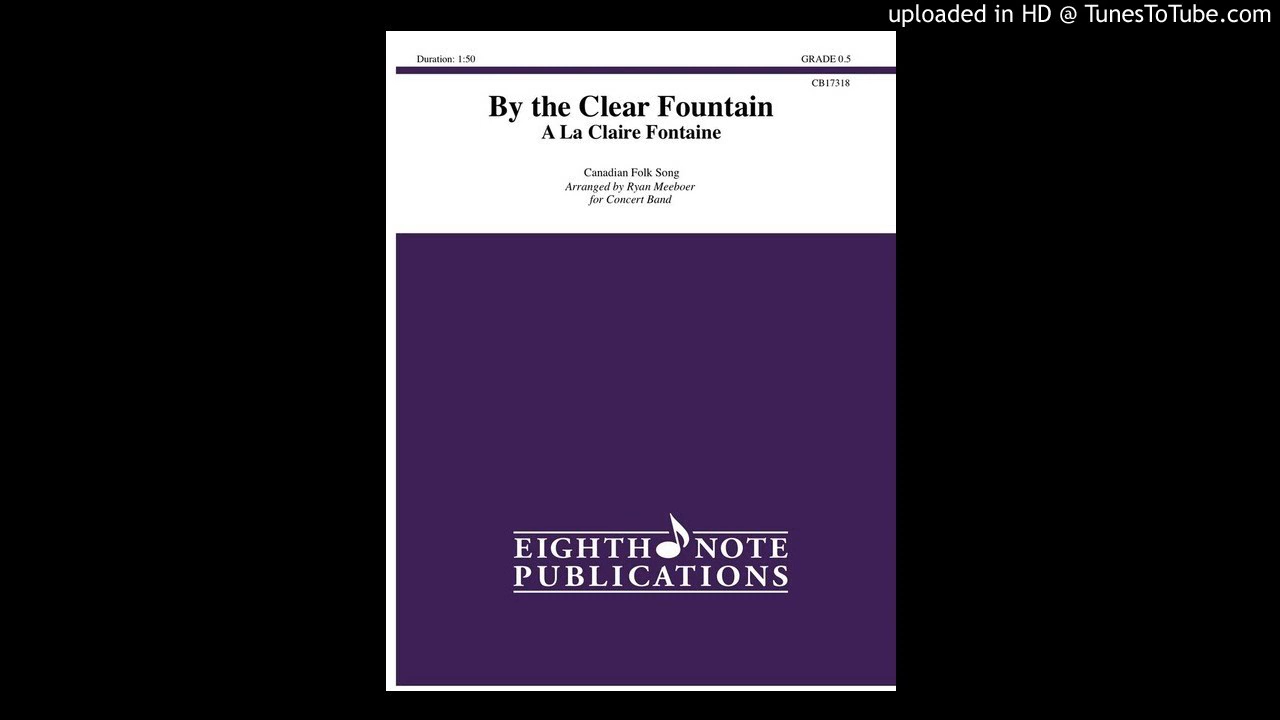 uploaded in HD @ TunesToTube.com
Duration: 1:50
GRADE 0.5
CB17318
By the Clear Fountain
A La Claire Fontaine
Canadian Folk Song
Arranged by Ryan Meeboer
for Concert Band
EIGHTH NOTE
PUBLICATIONS